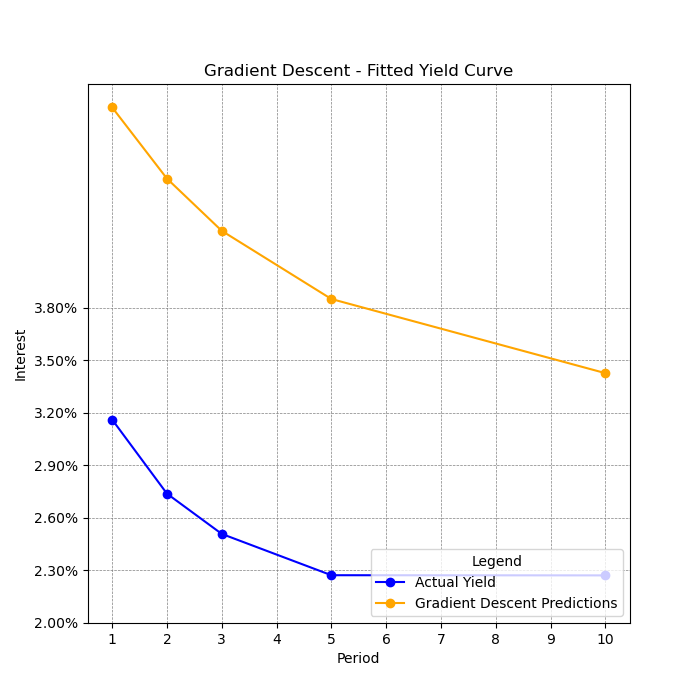 Gradient Descent - Fitted Yield Curve
Interest
3.80%
3.50%
3.20%
2.90%
2.60%
2.30%
2.00%
Legend
Actual Yield
Gradient Descent Predictions
1 2 3 4 5 6 7 8 9 10
Period